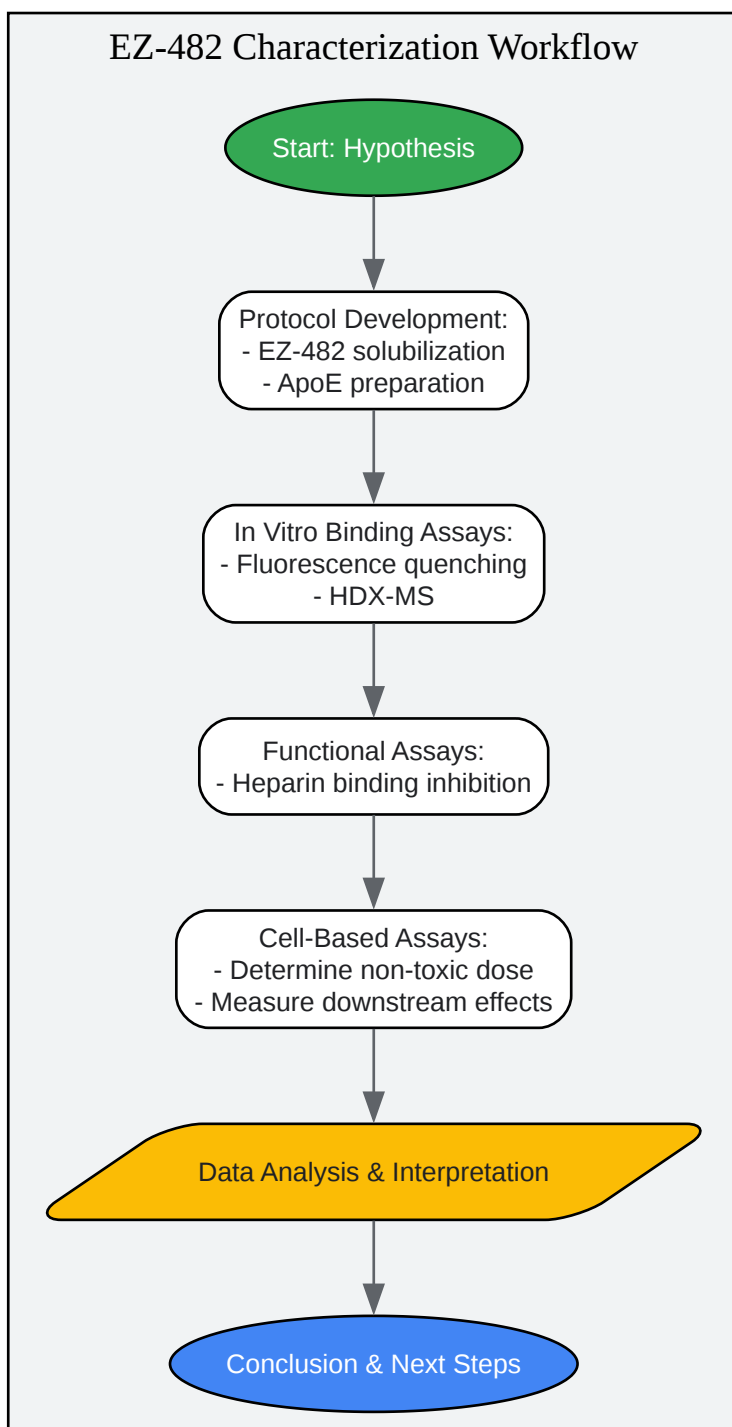 EZ-482 Characterization Workflow
Start: Hypothesis
Protocol Development:
- EZ-482 solubilization
- ApoE preparation
In Vitro Binding Assays:
- Fluorescence quenching
- HDX-MS
Functional Assays:
- Heparin binding inhibition
Cell-Based Assays:
- Determine non-toxic dose
- Measure downstream effects
Data Analysis & Interpretation
Conclusion & Next Steps